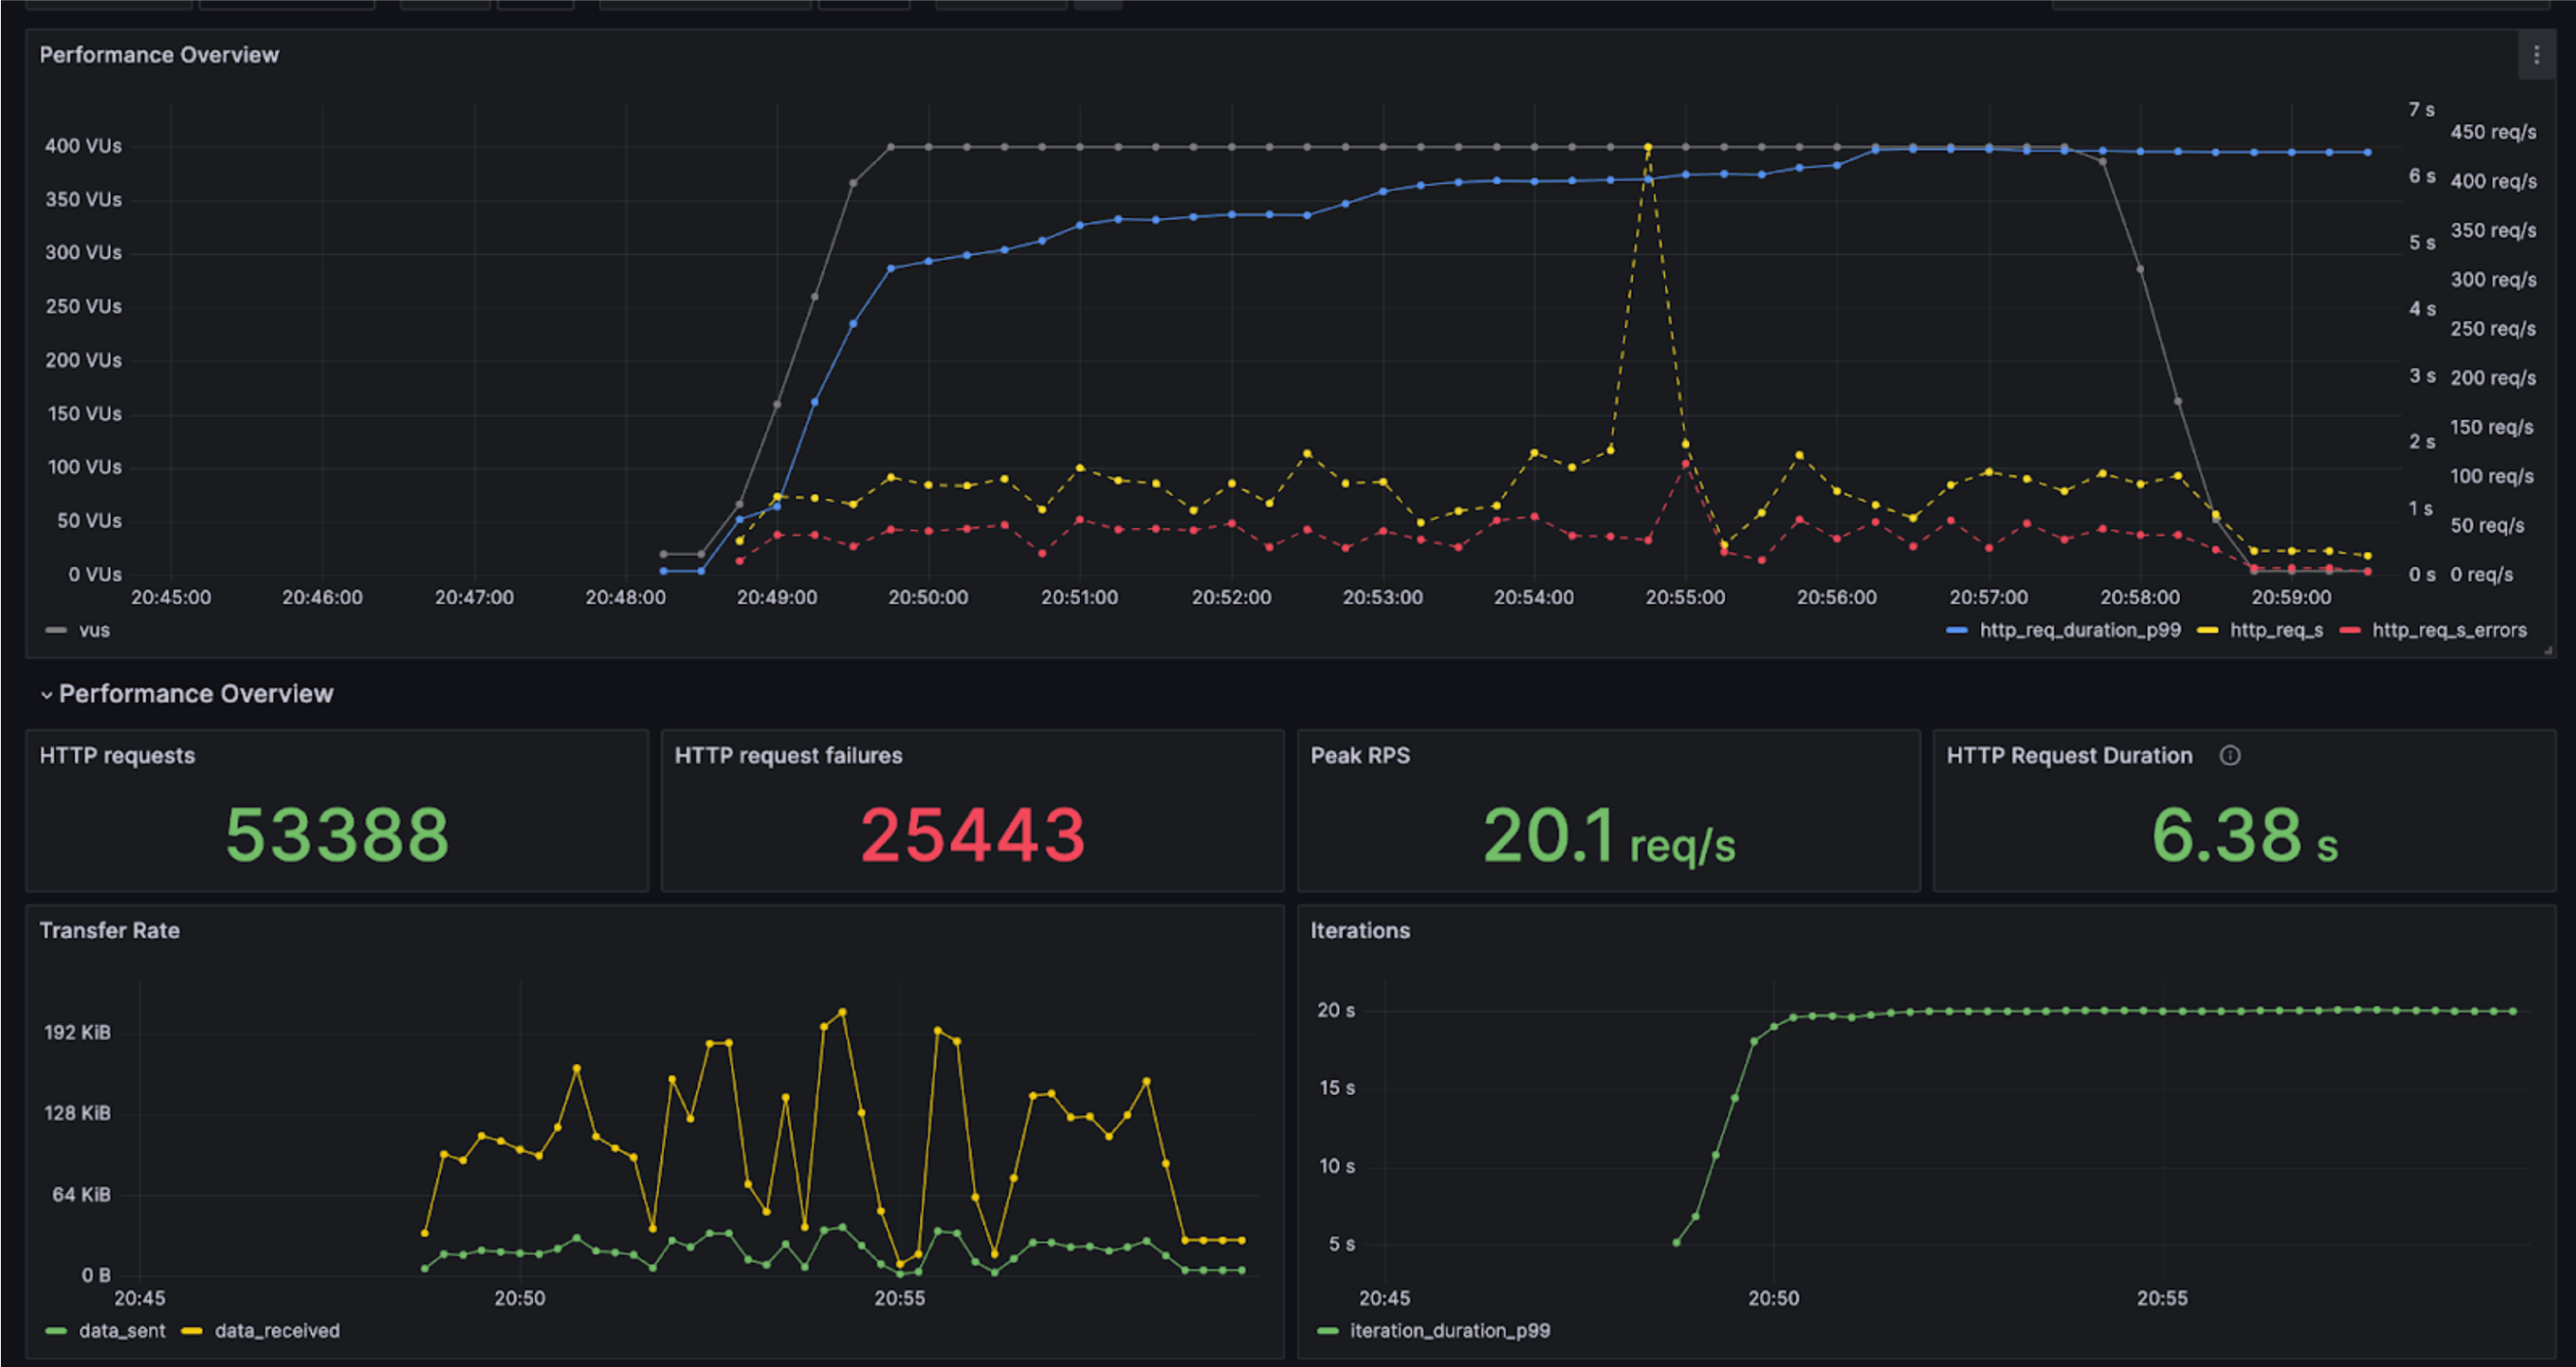 Performance Overview
7 s
400 VUs
450 req/s
350 VUs
6 s
400 req/s
300 VUs
5 s
350 req/s
250 VUs
4 s
300 req/s
200 VUs
250 req/s
150 VUs
3 s
200 req/s
100 VUs
2 s
150 req/s
50 VUs
1 s
100 req/s
0 VUs
50 req/s
0 s
0 req/s
20:45:00 20:46:00 20:47:00 20:48:00 20:49:00 20:50:00 20:51:00 20:52:00 20:53:00 20:54:00 20:55:00 20:56:00 20:57:00 20:58:00 20:59:00
vus
http_req_duration_p99 http_req_s http_req_s_errors
Performance Overview
HTTP requests
53388
HTTP request failures
25443
Peak RPS
20.1 req/s
HTTP Request Duration
6.38 s
Transfer Rate
192 KiB
128 KiB
64 KiB
0 B
20:45 20:50 20:55
data_sent data_received
Iterations
20 s
15 s
10 s
5 s
20:45 20:50 20:55
iteration_duration_p99